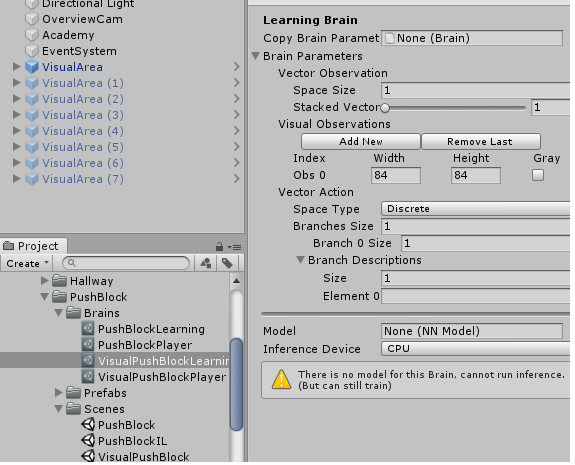 Directional Light
OverviewCam
Academy
EventSystem
VisualArea
VisualArea (1)
VisualArea (2)
VisualArea (3)
VisualArea (4)
VisualArea (5)
VisualArea (6)
VisualArea (7)
Project
Create
Hallway
PushBlock
Brains
PushBlockLearning
PushBlockPlayer
VisualPushBlockLearnin
VisualPushBlockPlayer
Prefabs
Scenes
PushBlock
PushBlockIL
VisualPushBlock
Learning Brain
Copy Brain Paramet None (Brain)
Brain Parameters
Vector Observation
Space Size 1
Stacked Vector 1
Visual Observations
Add New Remove Last
Index Width Height Gray
Obs 0 84 84
Vector Action
Space Type Discrete
Branches Size 1
Branch 0 Size 1
Branch Descriptions
Size 1
Element 0
Model None (NN Model)
Inference Device CPU
There is no model for this Brain, cannot run inference.
(But can still train)